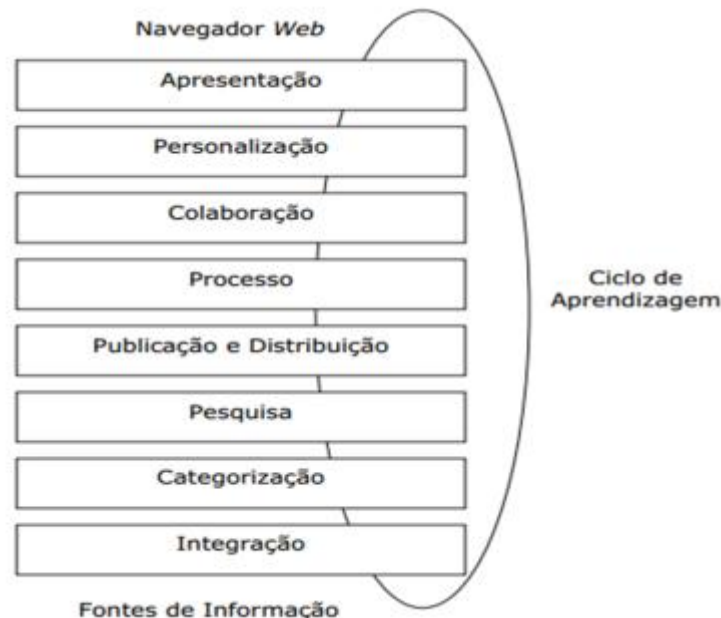 Navegador Web
Apresentação
Personalização
Colaboração
Processo
Publicação e Distribuição
Pesquisa
Categorização
Integração
Fontes de Informação
Ciclo de
Aprendizagem